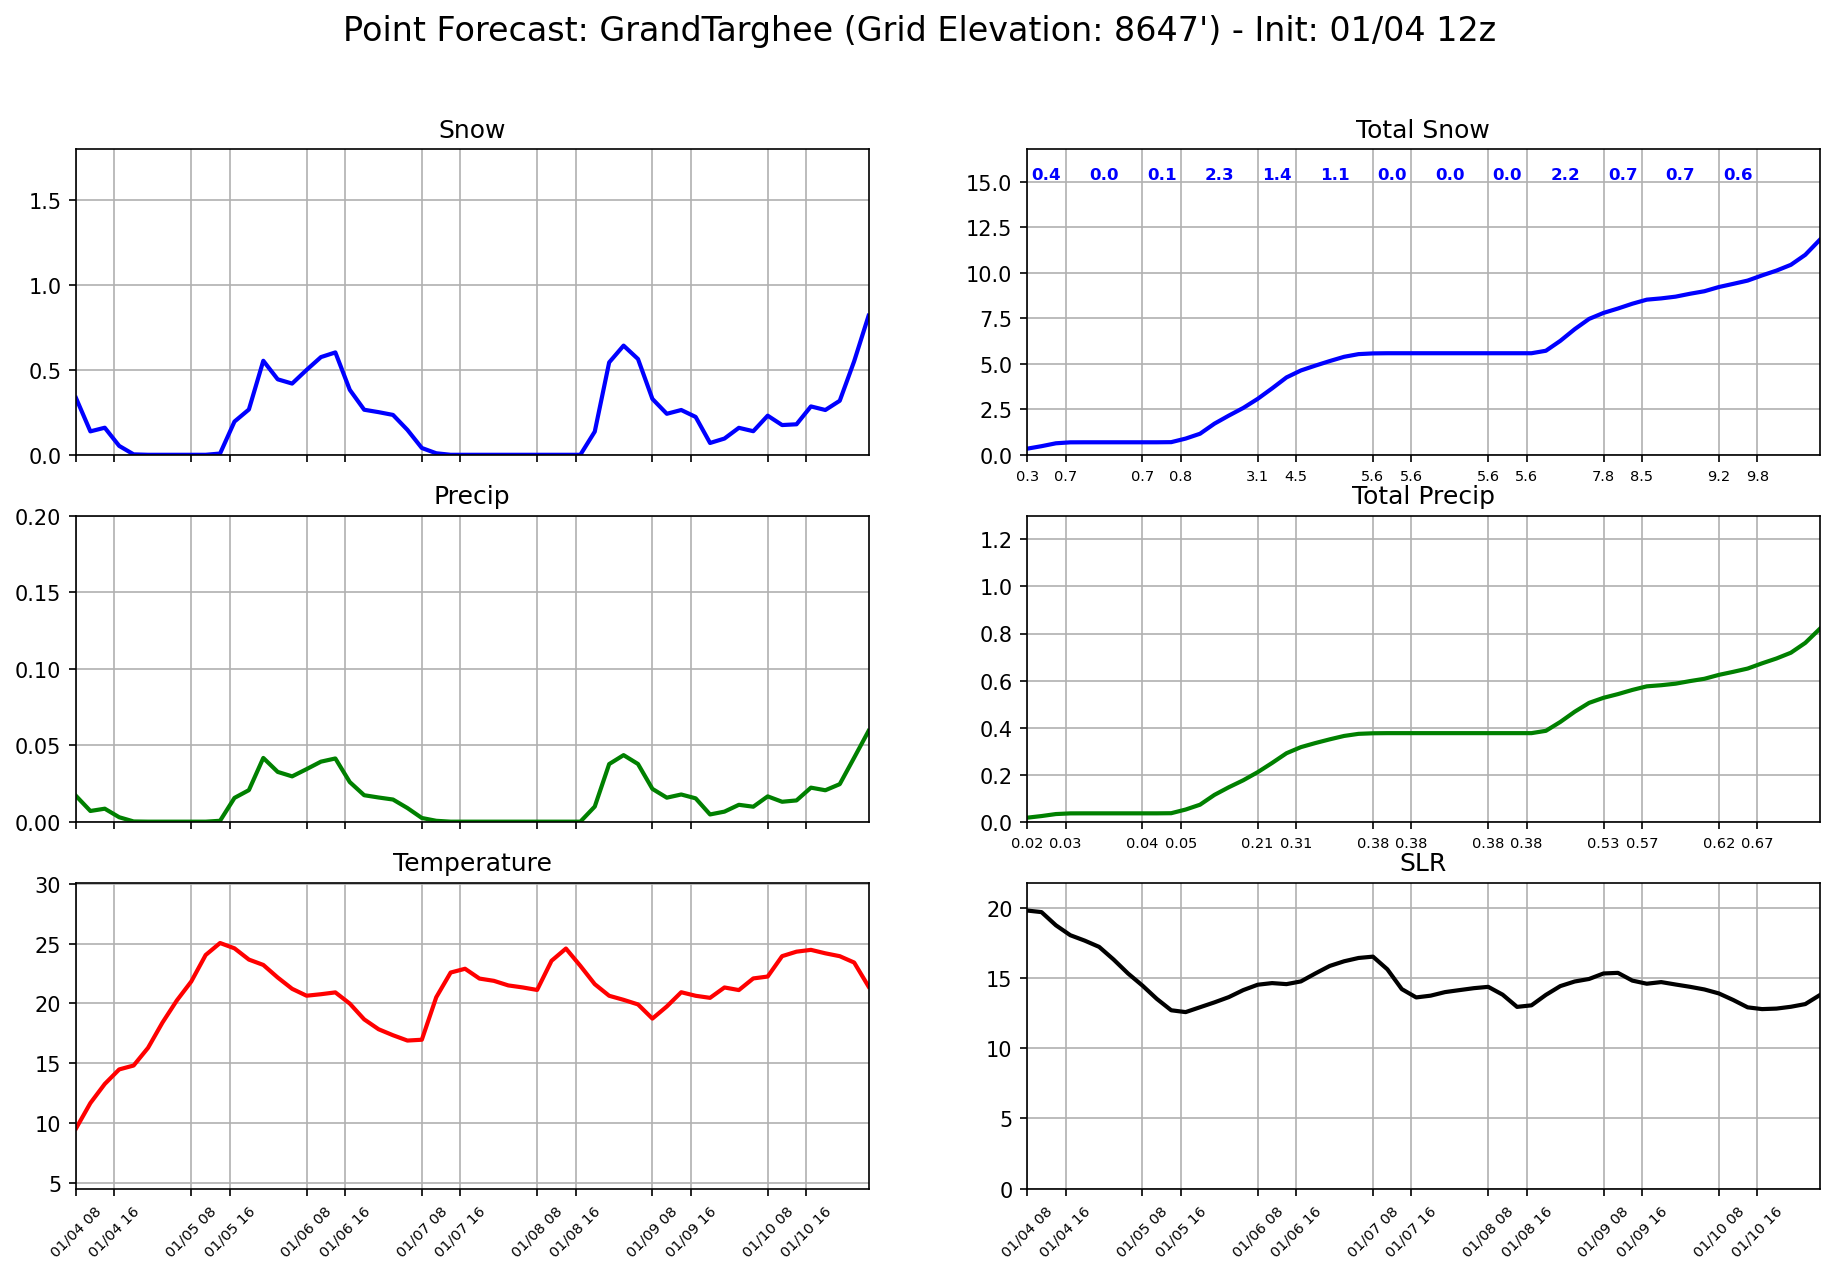 Point Forecast: GrandTarghee (Grid Elevation: 8647') - Init: 01/04 12z
Snow
1.5
1.0
0.5
0.0
Total Snow
0.4 0.0 0.1 2.3 1.4 1.1 0.0 0.0 0.0 2.2 0.7 0.7 0.6
15.0
12.5
10.0
7.5
5.0
2.5
0.0
0.3 0.7 0.7 0.8 3.1 4.5 5.6 5.6 5.6 5.6 7.8 8.5 9.2 9.8
Precip
0.20
0.15
0.10
0.05
0.00
Total Precip
1.2
1.0
0.8
0.6
0.4
0.2
0.0
0.02 0.03 0.04 0.05 0.21 0.31 0.38 0.38 0.38 0.38 0.53 0.57 0.62 0.67
Temperature
30
25
20
15
10
5
01/04 08 01/04 16 01/05 08 01/05 16 01/06 08 01/06 16 01/07 08 01/07 16 01/08 08 01/08 16 01/09 08 01/09 16 01/10 08 01/10 16
SLR
20
15
10
5
0
01/04 08 01/04 16 01/05 08 01/05 16 01/06 08 01/06 16 01/07 08 01/07 16 01/08 08 01/08 16 01/09 08 01/09 16 01/10 08 01/10 16